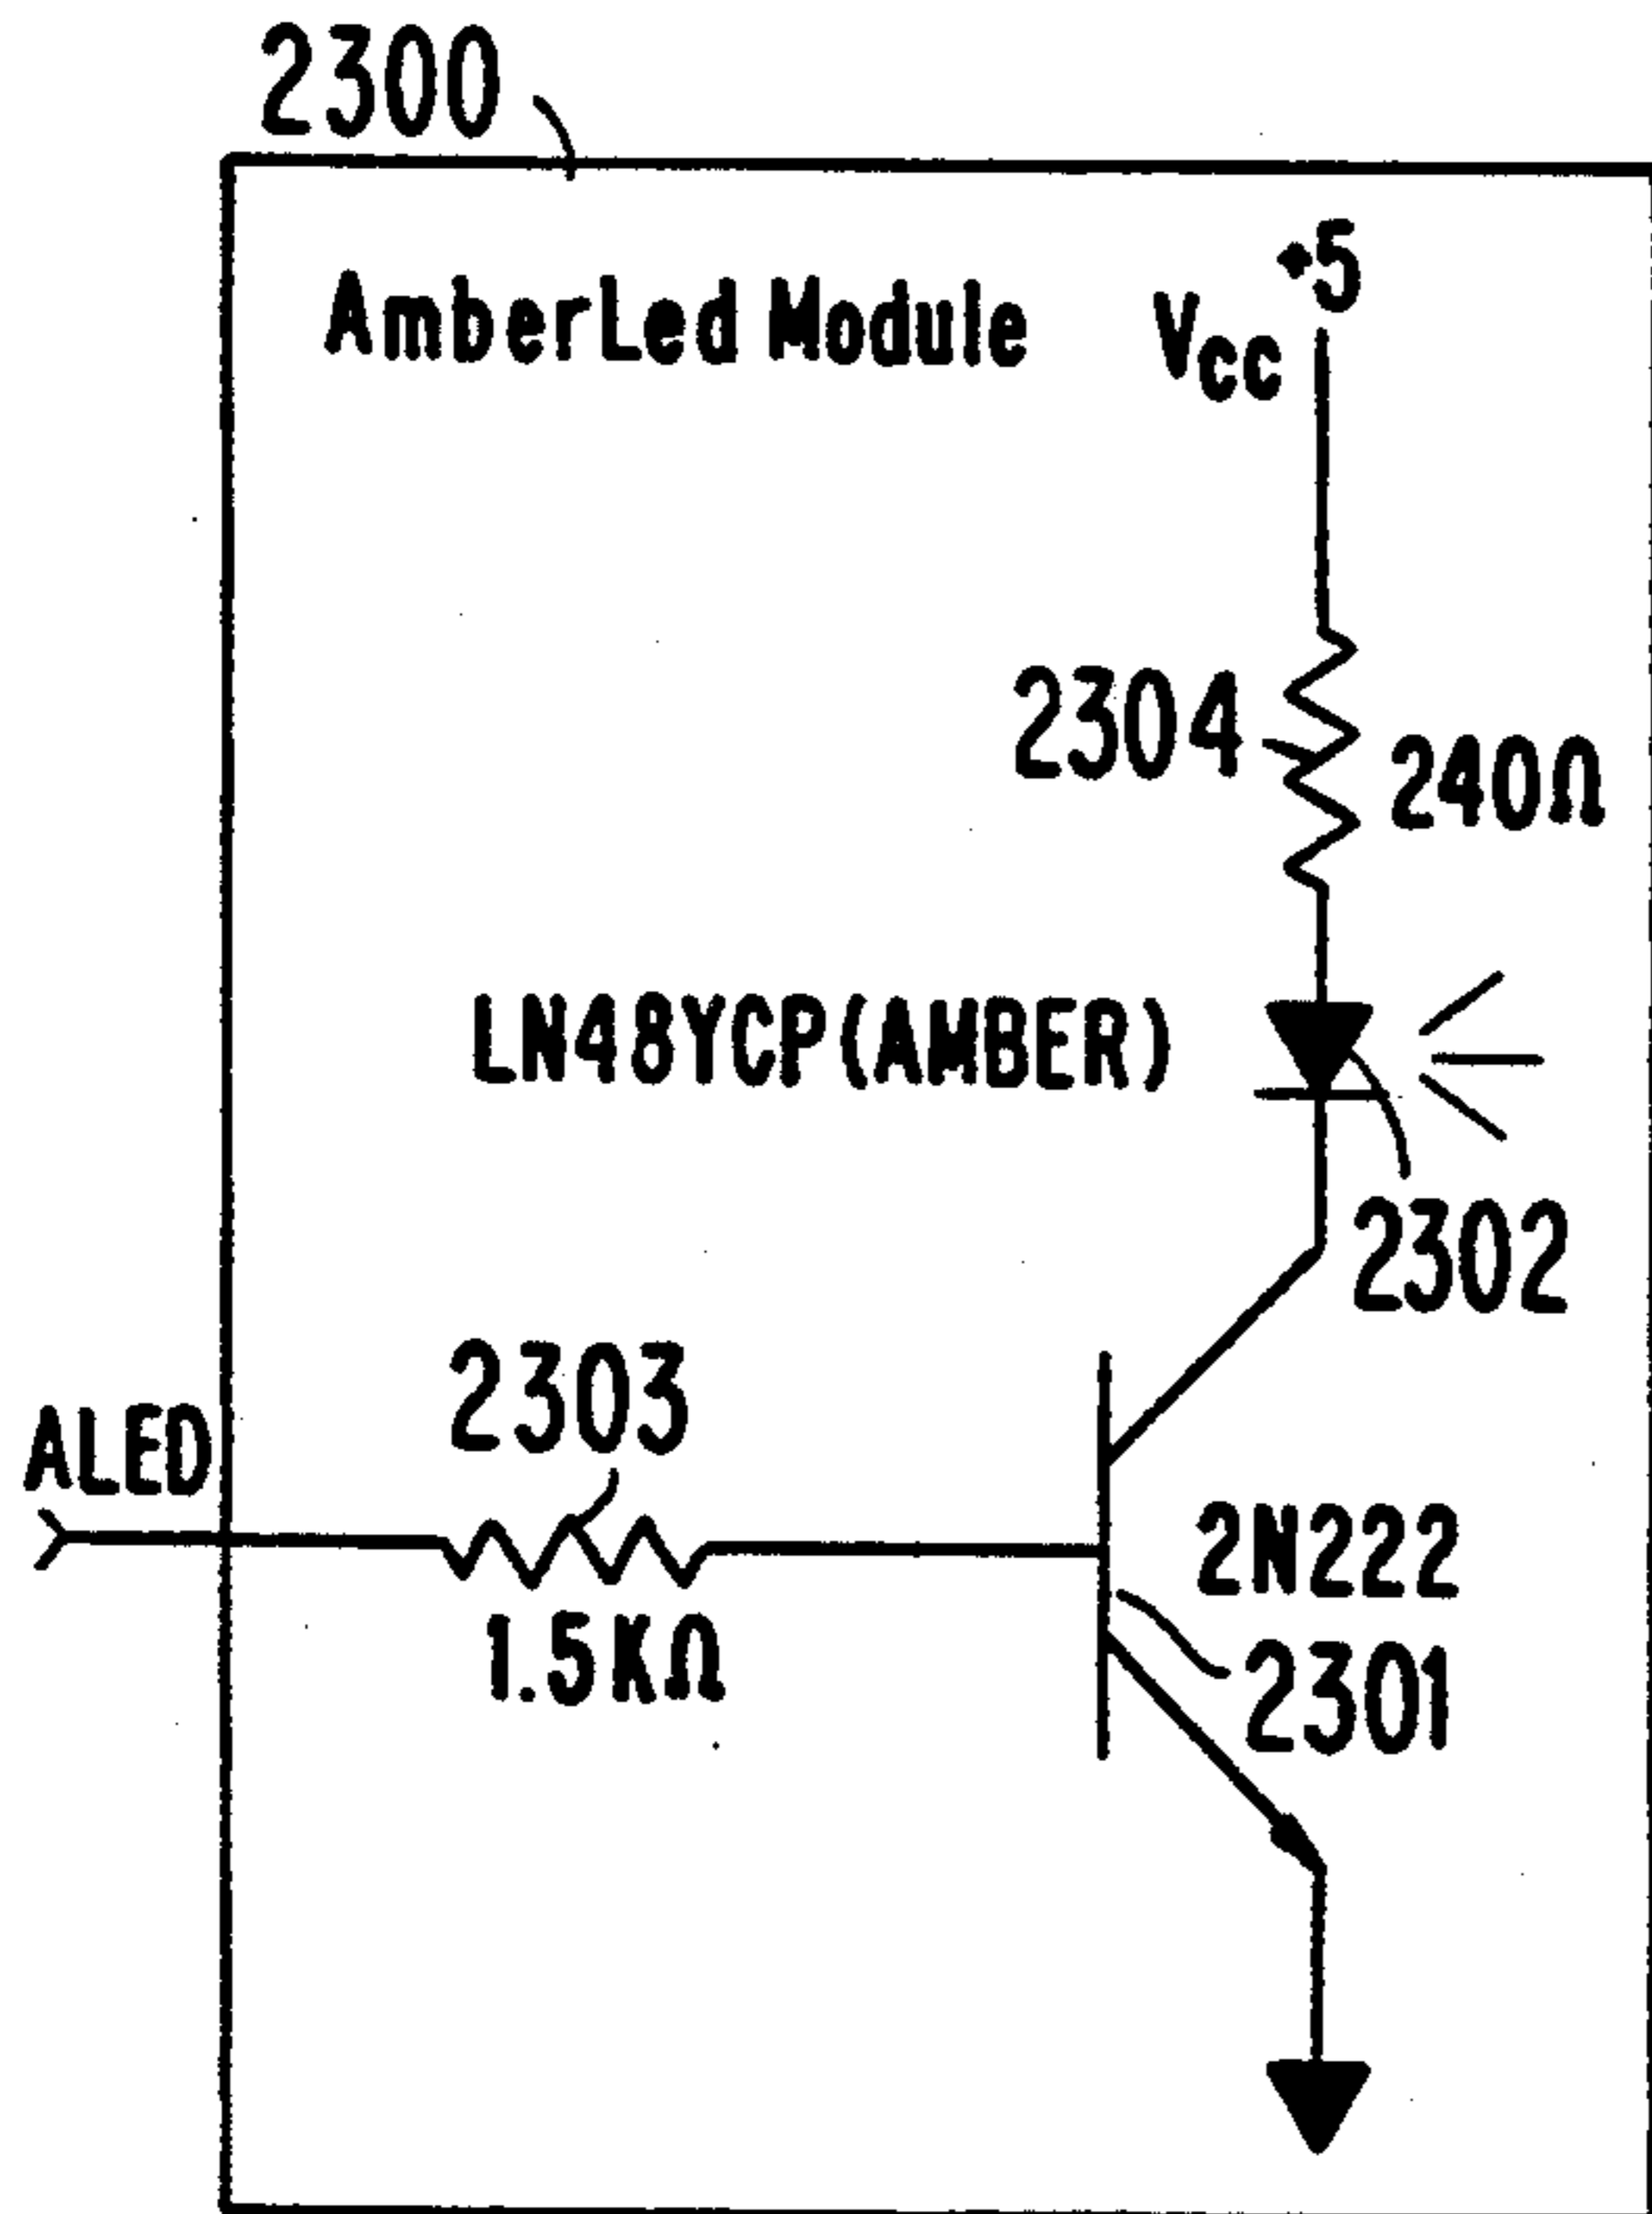 2300
AmberLed Module
+5
Vcc
2304
240Ω
LN48YCP(AMBER)
2302
2303
ALED
1.5KΩ
2N222
2301